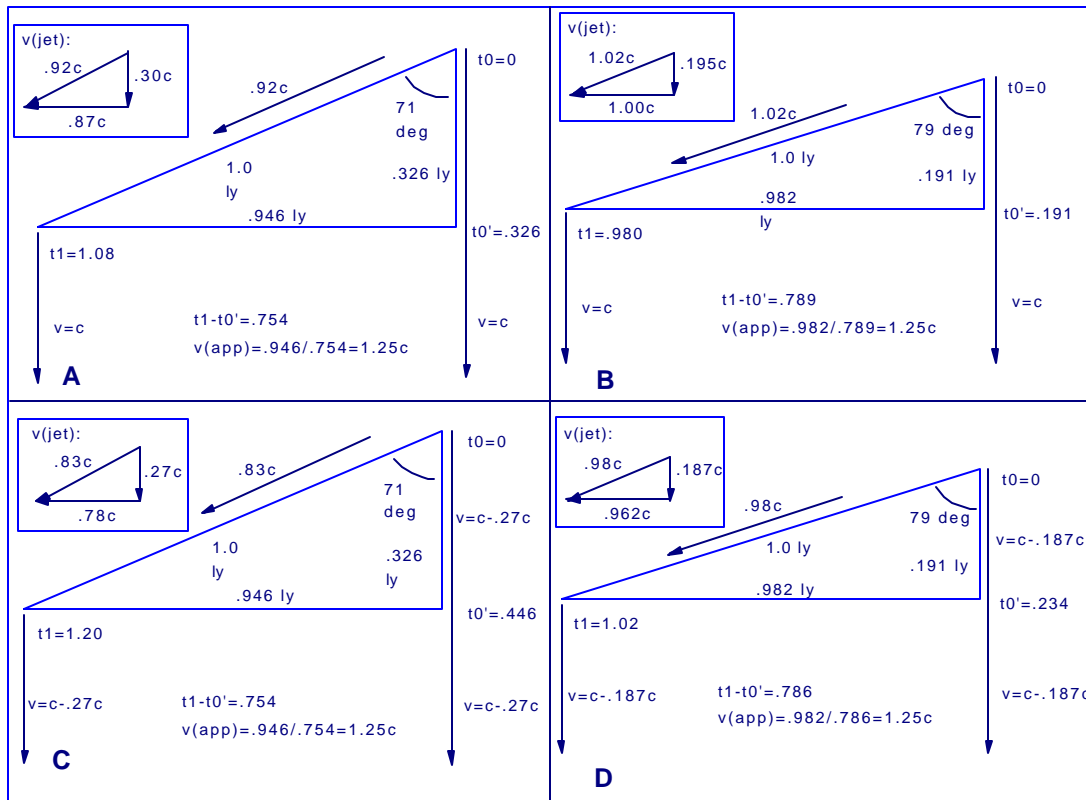 v(jet):
.92c
.30c
.87c
.92c
t0=0
71
deg
1.0
ly
.326 ly
.946 ly
t0'=.326
t1=1.08
v=c
t1-t0'=.754
v(app)=.946/.754=1.25c
v=c
A
v(jet):
1.02c
.195c
1.00c
1.02c
t0=0
79 deg
1.0 ly
.191 ly
.982
ly
t0'=.191
t1=.980
t1-t0'=.789
v(app)=.982/.789=1.25c
v=c
v=c
B
v(jet):
.83c
.27c
.78c
.83c
t0=0
71
deg
v=c-.27c
1.0
ly
.326
ly
.946 ly
t0'=.446
t1=1.20
v=c-.27c
t1-t0'=.754
v(app)=.946/.754=1.25c
v=c-.27c
C
v(jet):
.98c
.187c
.962c
.98c
t0=0
79 deg
v=c-.187c
1.0 ly
.191 ly
.982 ly
t0'=.234
t1=1.02
v=c-.187c
t1-t0'=.786
v(app)=.982/.786=1.25c
v=c-.187c
D